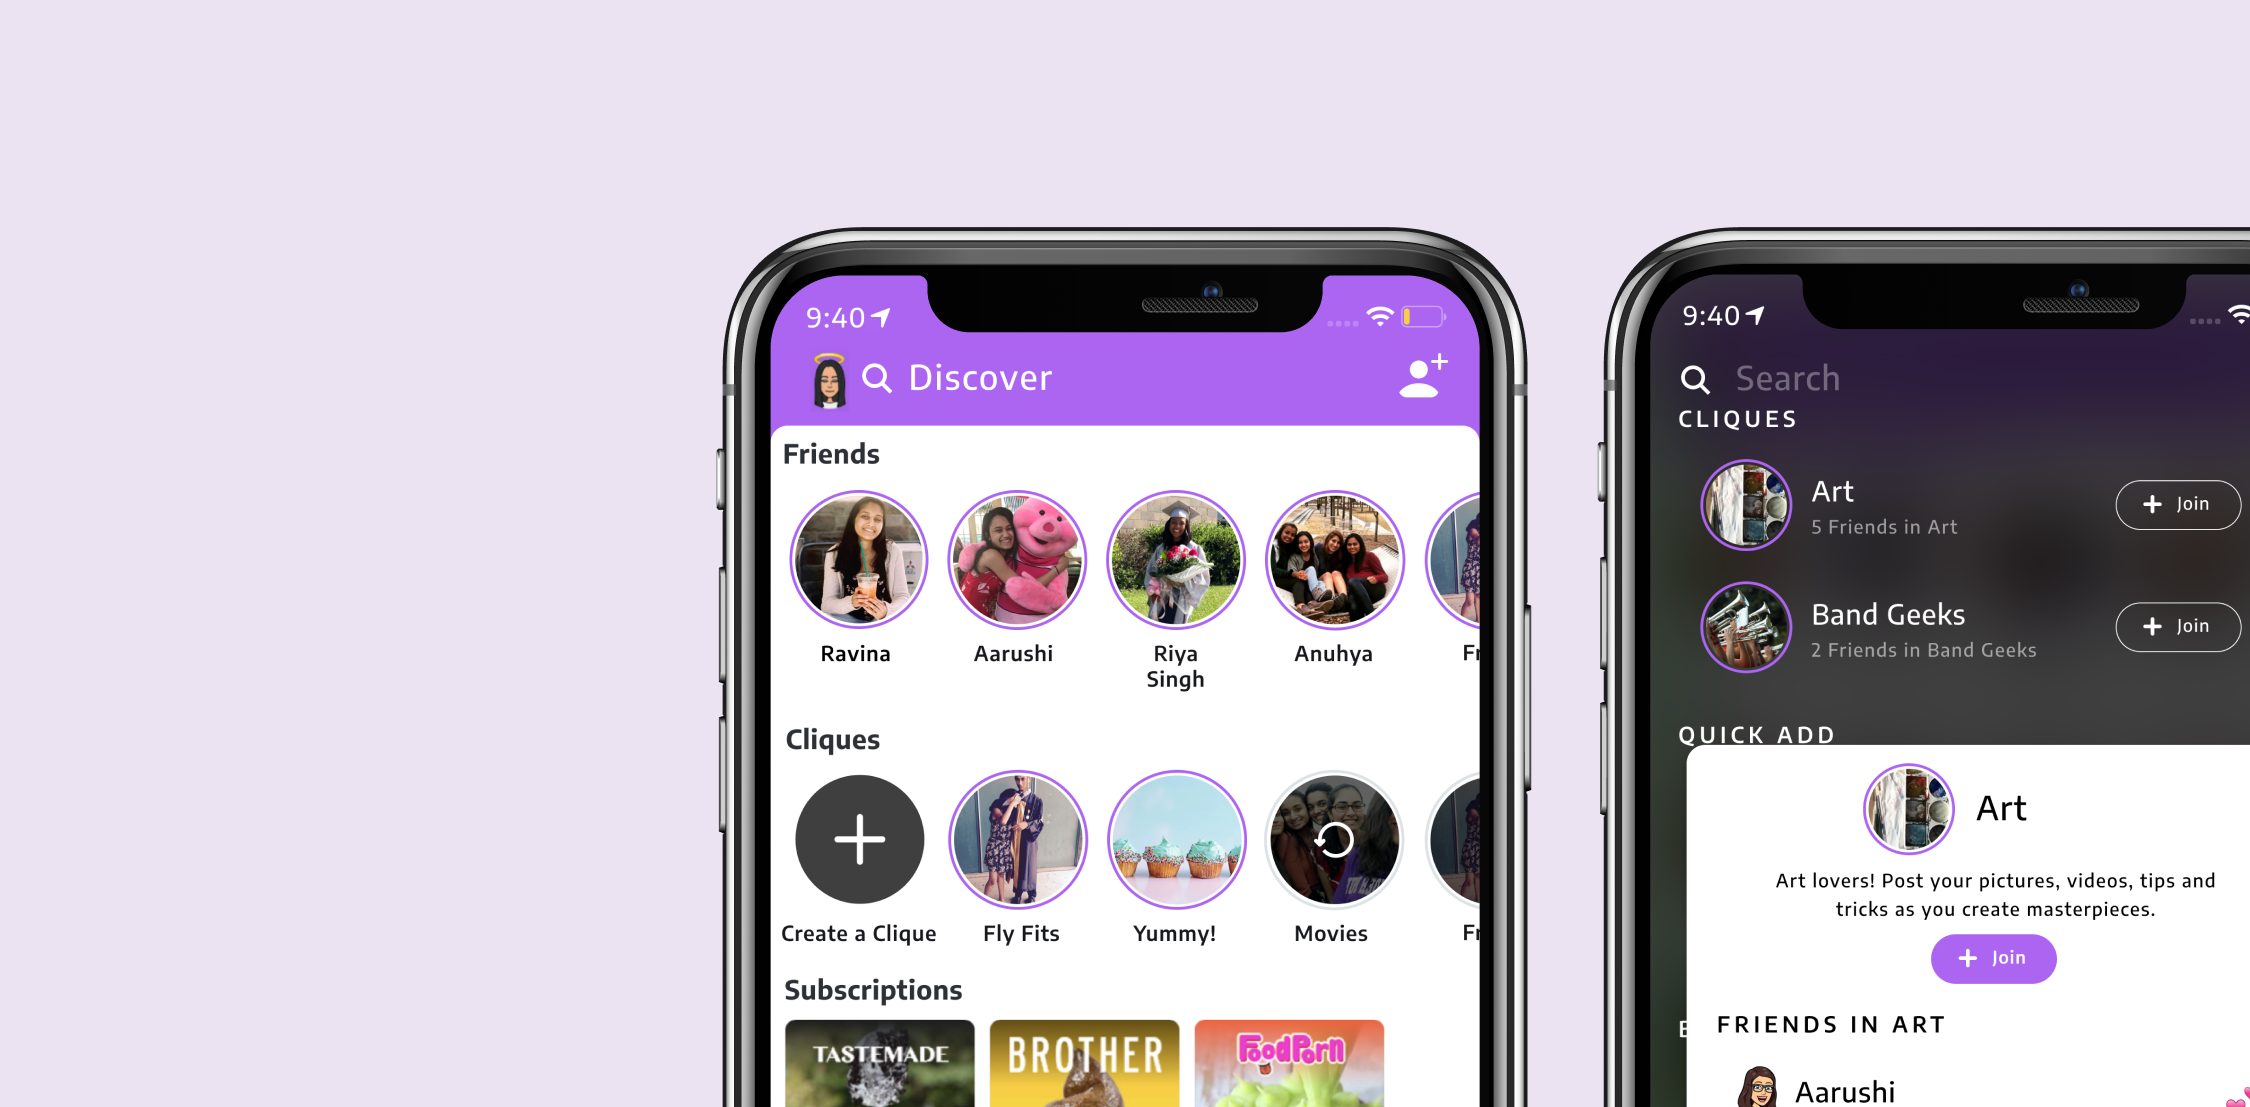 9:40
Discover
Friends
Ravina
Aarushi
Riya
Singh
Anuhya
Cliques
Create a Clique
Fly Fits
Yummy!
Movies
Subscriptions
TASTEMADE
BROTHER
FoodPorn
9:40
Search
CLIQUES
Art
5 Friends in Art
Join
Band Geeks
2 Friends in Band Geeks
Join
QUICK ADD
Art
Art lovers! Post your pictures, videos, tips and
tricks as you create masterpieces.
Join
FRIENDS IN ART
Aarushi